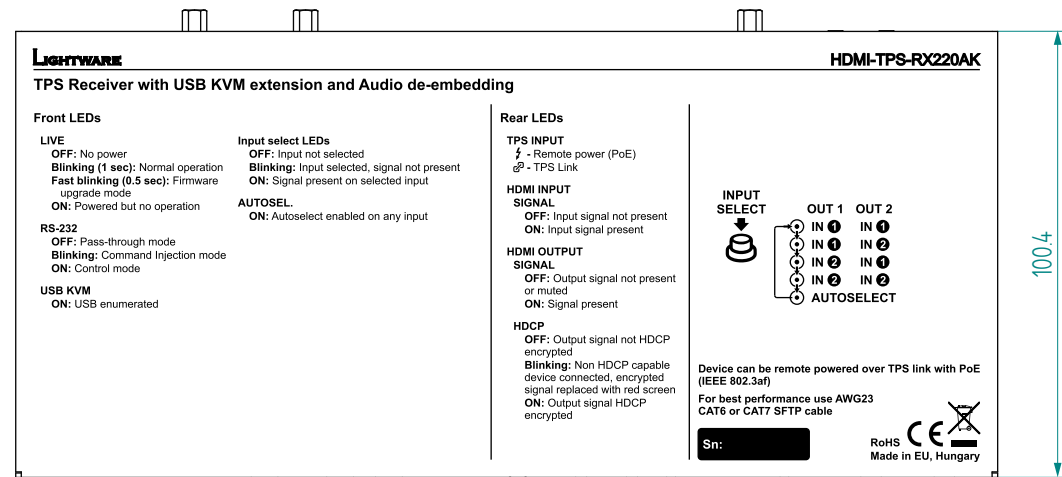 LIGHTWARE
HDMI-TPS-RX220AK
TPS Receiver with USB KVM extension and Audio de-embedding
Front LEDs
LIVE
OFF: No power
Blinking (1 sec): Normal operation
Fast blinking (0.5 sec): Firmware
upgrade mode
ON: Powered but no operation
RS-232
OFF: Pass-through mode
Blinking: Command Injection mode
ON: Control mode
USB KVM
ON: USB enumerated
Input select LEDs
OFF: Input not selected
Blinking: Input selected, signal not present
ON: Signal present on selected input
AUTOSEL.
ON: Autoselect enabled on any input
Rear LEDs
TPS INPUT
- Remote power (PoE)
- TPS Link
HDMI INPUT
SIGNAL
OFF: Input signal not present
ON: Input signal present
HDMI OUTPUT
SIGNAL
OFF: Output signal not present
or muted
ON: Signal present
HDCP
OFF: Output signal not HDCP
encrypted
Blinking: Non HDCP capable
device connected, encrypted
signal replaced with red screen
ON: Output signal HDCP
encrypted
INPUT
SELECT
OUT 1 OUT 2
IN 1 IN 1
IN 1 IN 2
IN 2 IN 1
IN 2 IN 2
AUTOSELECT
Device can be remote powered over TPS link with PoE
(IEEE 802.3af)
For best performance use AWG23
CAT6 or CAT7 SFTP cable
Sn:
RoHS CE
Made in EU, Hungary
100.4